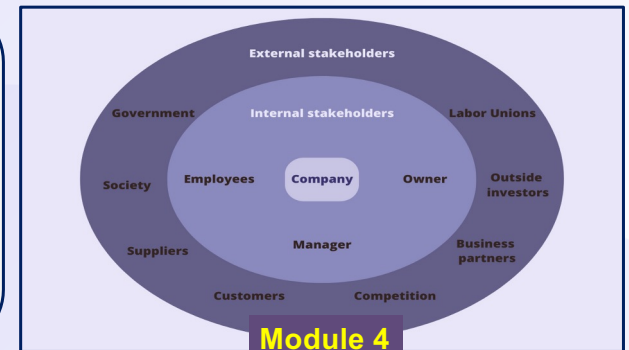 External stakeholders
Government
Internal stakeholders
Labor Unions
Society
Employees
Company
Owner
Outside
investors
Suppliers
Manager
Business
partners
Customers
Competition
Module 4